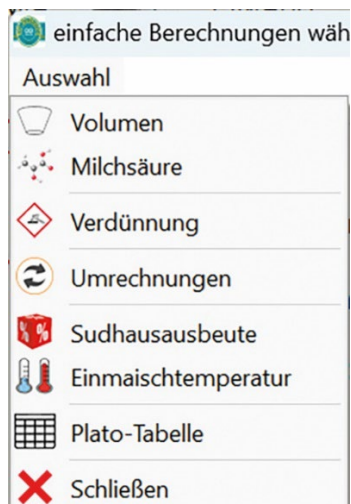 einfache Berechnungen wäh
Auswahl
Volumen
Milchsäure
Verdünnung
Umrechnungen
% %
Sudhausausbeute
Einmaischtemperatur
Plato-Tabelle
Schließen